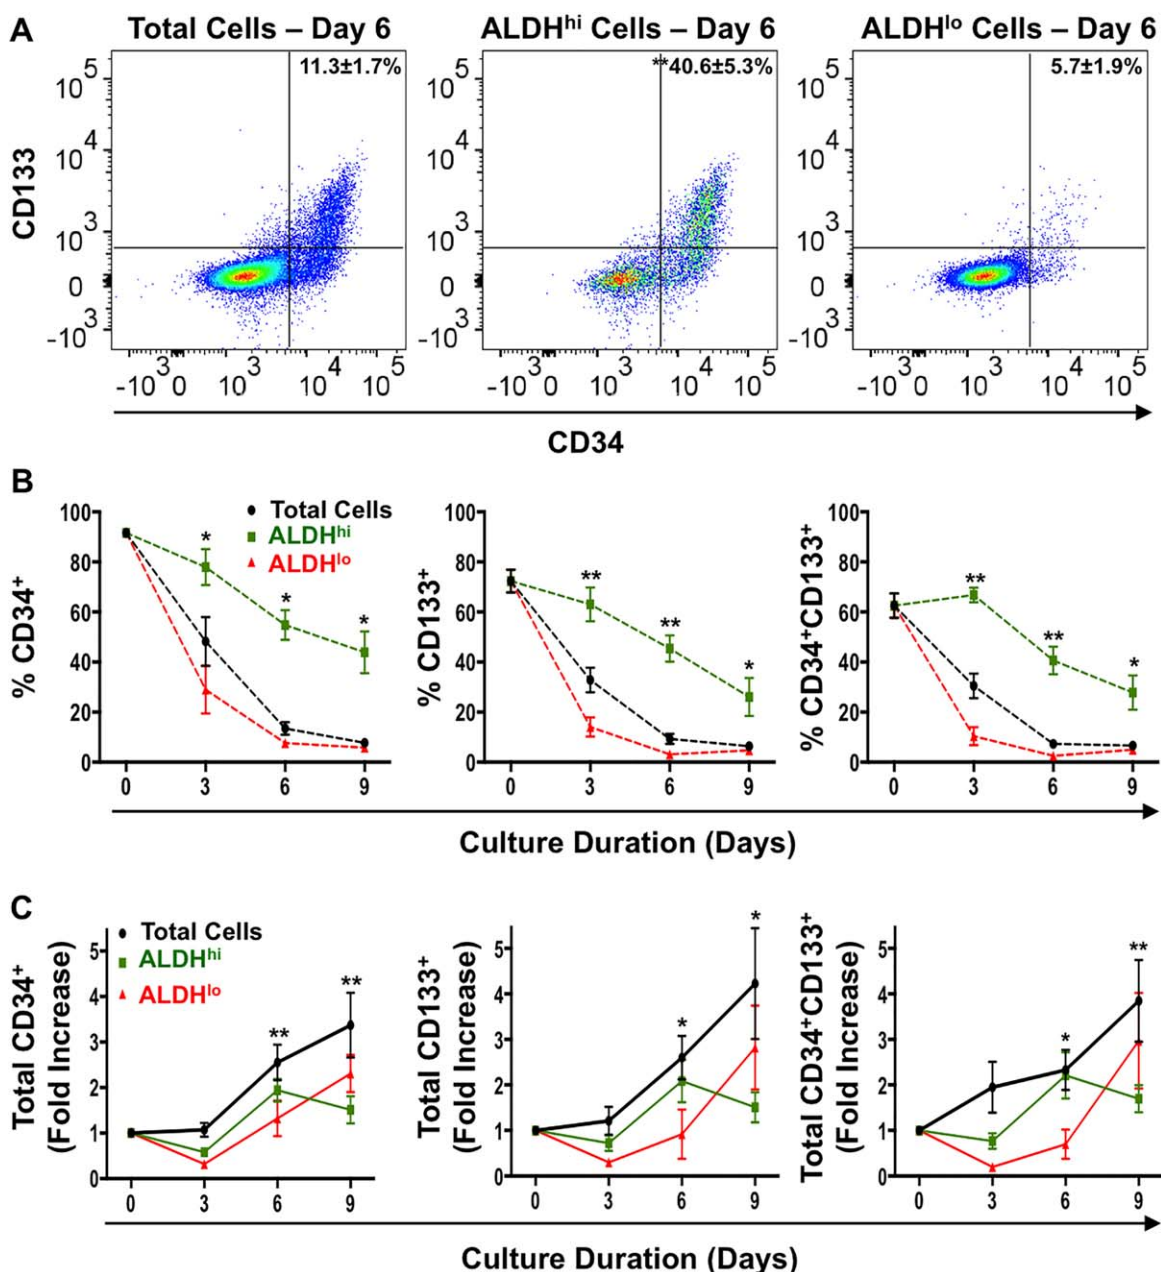 A
Total Cells – Day 6
ALDHhi Cells – Day 6
ALDHlo Cells – Day 6
11.3±1.7%
**40.6±5.3%
5.7±1.9%
CD133
10^5 10^5 10^5
10^4 10^4 10^4
10^3 10^3 10^3
0 0 0
-10^3 -10^3 -10^3
-10^3 0 10^3 10^4 10^5 -10^3 0 10^3 10^4 10^5 -10^3 0 10^3 10^4 10^5
CD34
B
Total Cells
ALDHhi
ALDHlo
% CD34+
100
80
60
40
20
0
* * *
0 3 6 9
% CD133+
100
80
60
40
20
0
** ** *
0 3 6 9
% CD34+CD133+
100
80
60
40
20
0
** ** *
0 3 6 9
Culture Duration (Days)
C
Total Cells
ALDHhi
ALDHlo
Total CD34+
(Fold Increase)
5
4
3
2
1
0
** **
0 3 6 9
Total CD133+
(Fold Increase)
5
4
3
2
1
0
* *
0 3 6 9
Total CD34+CD133+
(Fold Increase)
5
4
3
2
1
0
* **
0 3 6 9
Culture Duration (Days)